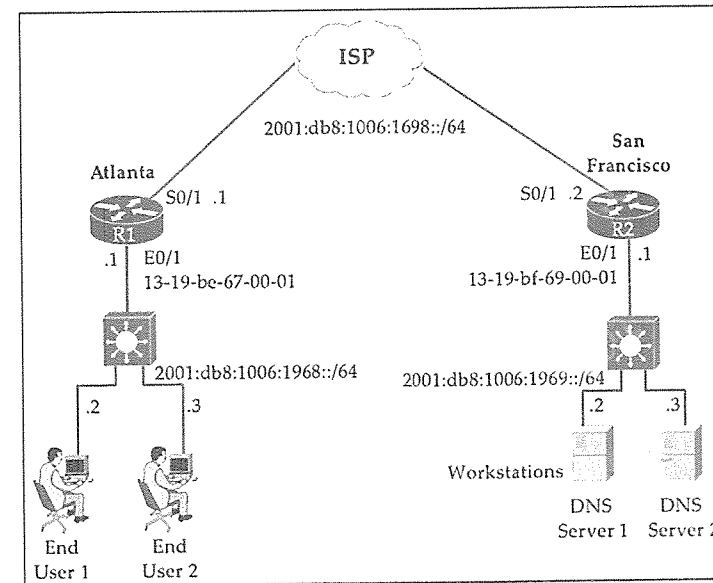 ISP
2001:db8:1006:1698::/64
Atlanta
San
Francisco
S0/1 .1
S0/1 .2
R1
R2
.1 E0/1
13-19-be-67-00-01
E0/1 .1
13-19-bf-69-00-01
2001:db8:1006:1968::/64
2001:db8:1006:1969::/64
.2
.3
.2
.3
Workstations
End
User 1
End
User 2
DNS
Server 1
DNS
Server 2